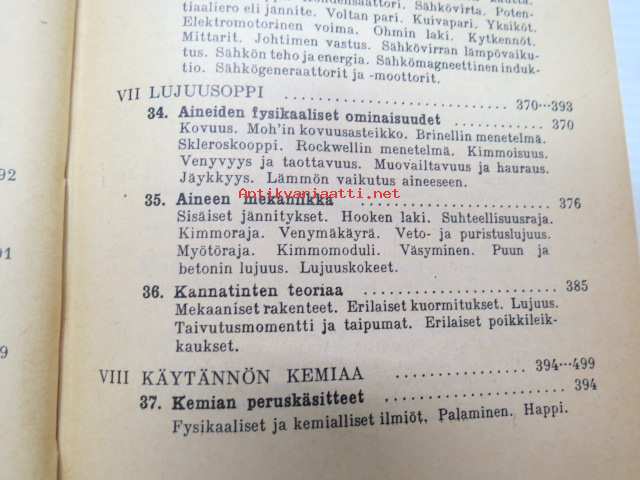 Kondensaattori. Sähkövirta. Poten-
tiaaliero eli jännite. Voltan pari. Kuivapari. Yksiköt.
Elektromotorinen voima. Ohmin laki. Kytkennöt.
Mittarit. Johtimen vastus. Sähkövirran lämpövaiku-
tus. Sähkön teho ja energia. Sähkömagneettinen induk-
tio. Sähkögeneraattorit ja -moottorit.
VII LUJUUSOPPI ................ 370...393
34. Aineiden fysikaaliset ominaisuudet ............ 370
Kovuus. Moh'in kovuusasteikko. Brinellin menetelmä.
Skleroskooppi. Rockwellin menetelmä. Kimmoisuus.
Venyvyys ja taottavuus. Muovailtavuus ja hauraus.
Jäykkyys. Lämmön vaikutus aineeseen.
Antikvariaatti.net
35. Aineen mekaniikka ................ 376
Sisäiset jännitykset. Hooken laki. Suhteellisuusraja.
Kimmoraja. Venymäkäyrä. Veto- ja puristuslujuus.
Myötöraja. Kimmomoduli. Väsyminen. Puun ja
betonin lujuus. Lujuuskokeet.
36. Kannatinten teoriaa ................ 385
Mekaaniset rakenteet. Erilaiset kuormitukset. Lujuus.
Taivutusmomentti ja taipumat. Erilaiset poikkileik-
kaukset.
VIII KÄYTÄNNÖN KEMIAA ................ 394...499
37. Kemian peruskäsitteet ................ 394
Fysikaaliset ja kemialliset ilmiöt, Palaminen. Happi.
92
91
9